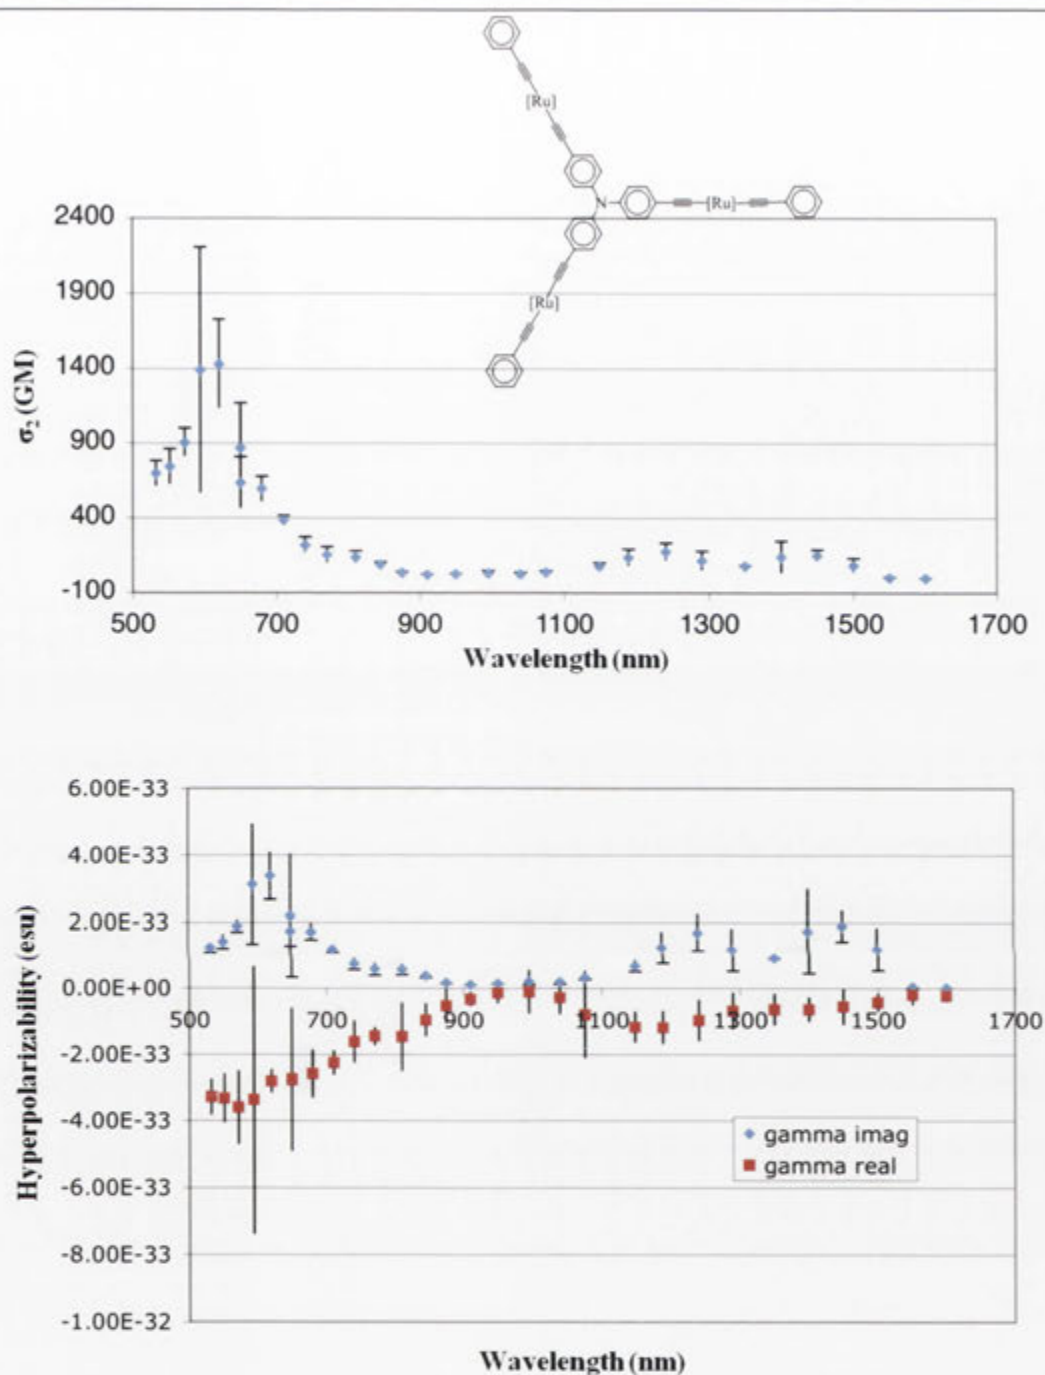 [Ru]
N
[Ru]
[Ru]
2400
1900
1400
900
400
-100
σ₂ (GM)
500 700 900 1100 1300 1500 1700
Wavelength (nm)
6.00E-33
4.00E-33
2.00E-33
0.00E+00
-2.00E-33
-4.00E-33
-6.00E-33
-8.00E-33
-1.00E-32
Hyperpolarizability (esu)
500 700 900 1100 1300 1500 1700
gamma imag
gamma real
Wavelength (nm)